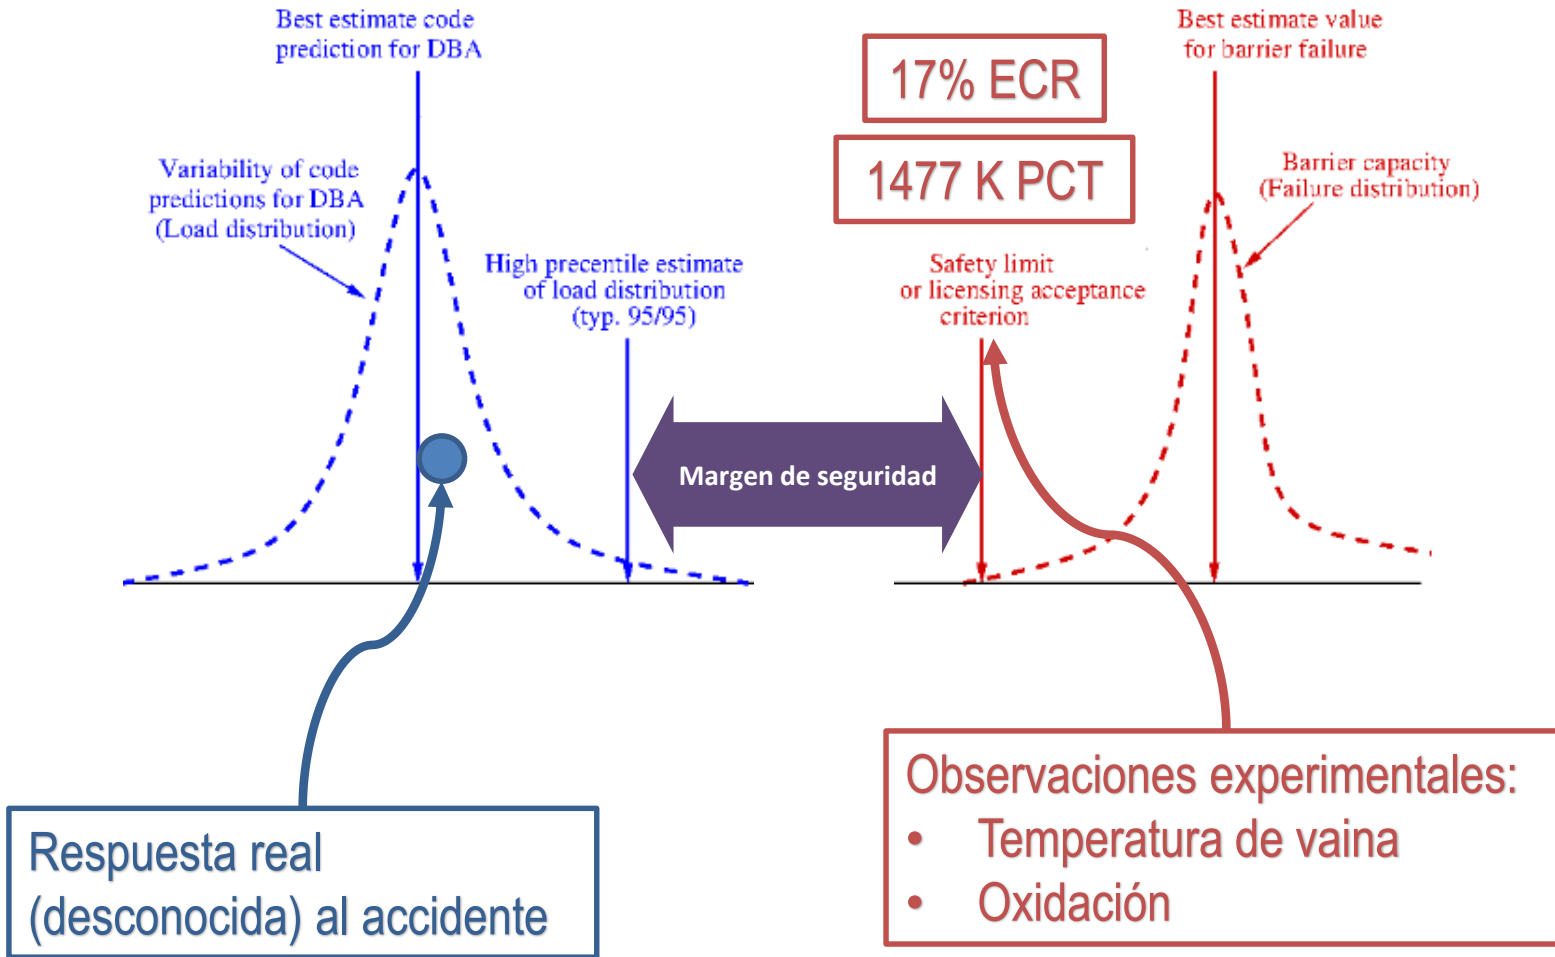 Best estimate code
prediction for DBA
Variability of code
predictions for DBA
(Load distribution)
High precentile estimate
of load distribution
(typ. 95/95)
17% ECR
1477 K PCT
Best estimate value
for barrier failure
Barrier capacity
(Failure distribution)
Safety limit
or licensing acceptance
criterion
Margen de seguridad
Respuesta real
(desconocida) al accidente
Observaciones experimentales:
• Temperatura de vaina
• Oxidación